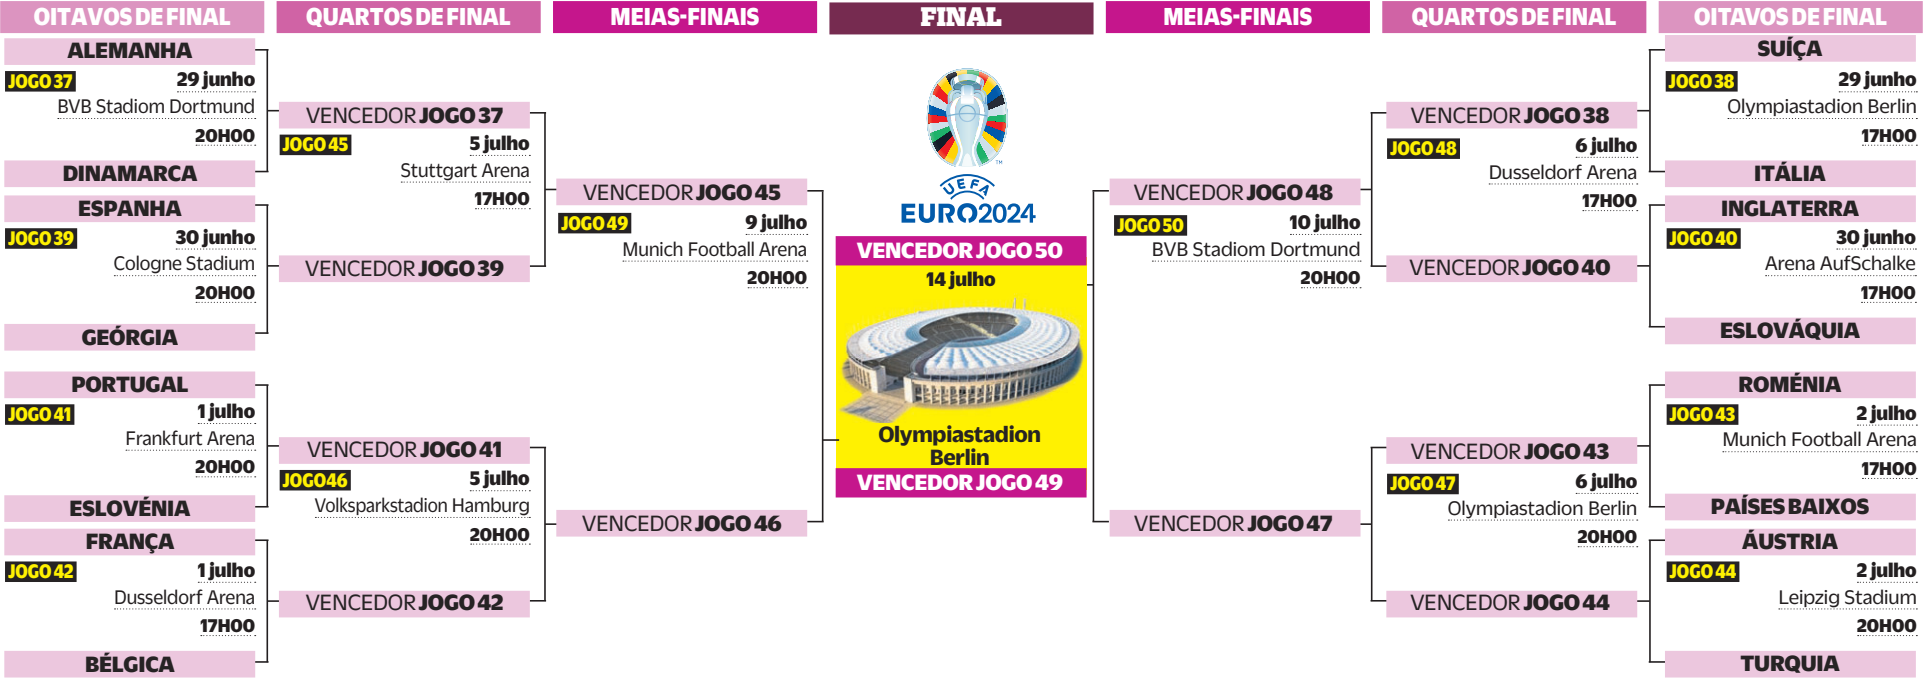 OITAVOS DE FINAL
QUARTOS DE FINAL
MEIAS-FINAIS
FINAL
MEIAS-FINAIS
QUARTOS DE FINAL
OITAVOS DE FINAL
ALEMANHA
JOGO 37
29 junho
BVB Stadiom Dortmund
20H00
DINAMARCA
ESPANHA
JOGO 39
30 junho
Cologne Stadium
20H00
GEÓRGIA
PORTUGAL
JOGO 41
1 julho
Frankfurt Arena
20H00
ESLOVÉNIA
FRANÇA
JOGO 42
1 julho
Dusseldorf Arena
17H00
BÉLGICA
VENCEDOR JOGO 37
JOGO 45
5 julho
Stuttgart Arena
17H00
VENCEDOR JOGO 39
VENCEDOR JOGO 41
JOGO46
5 julho
Volksparkstadion Hamburg
20H00
VENCEDOR JOGO 42
VENCEDOR JOGO 45
JOGO 49
9 julho
Munich Football Arena
20H00
VENCEDOR JOGO 46
TM
UEFA
EURO2024
VENCEDOR JOGO 50
14 julho
Olympiastadion
Berlin
VENCEDOR JOGO 49
VENCEDOR JOGO 48
JOGO 50
10 julho
BVB Stadiom Dortmund
20H00
VENCEDOR JOGO 47
VENCEDOR JOGO 38
JOGO 48
6 julho
Dusseldorf Arena
17H00
VENCEDOR JOGO 40
VENCEDOR JOGO 43
JOGO 47
6 julho
Olympiastadion Berlin
20H00
VENCEDOR JOGO 44
SUÍÇA
JOGO 38
29 junho
Olympiastadion Berlin
17H00
ITÁLIA
INGLATERRA
JOGO 40
30 junho
Arena AufSchalke
17H00
ESLOVÁQUIA
ROMÉNIA
JOGO 43
2 julho
Munich Football Arena
17H00
PAÍSES BAIXOS
ÁUSTRIA
JOGO 44
2 julho
Leipzig Stadium
20H00
TURQUIA